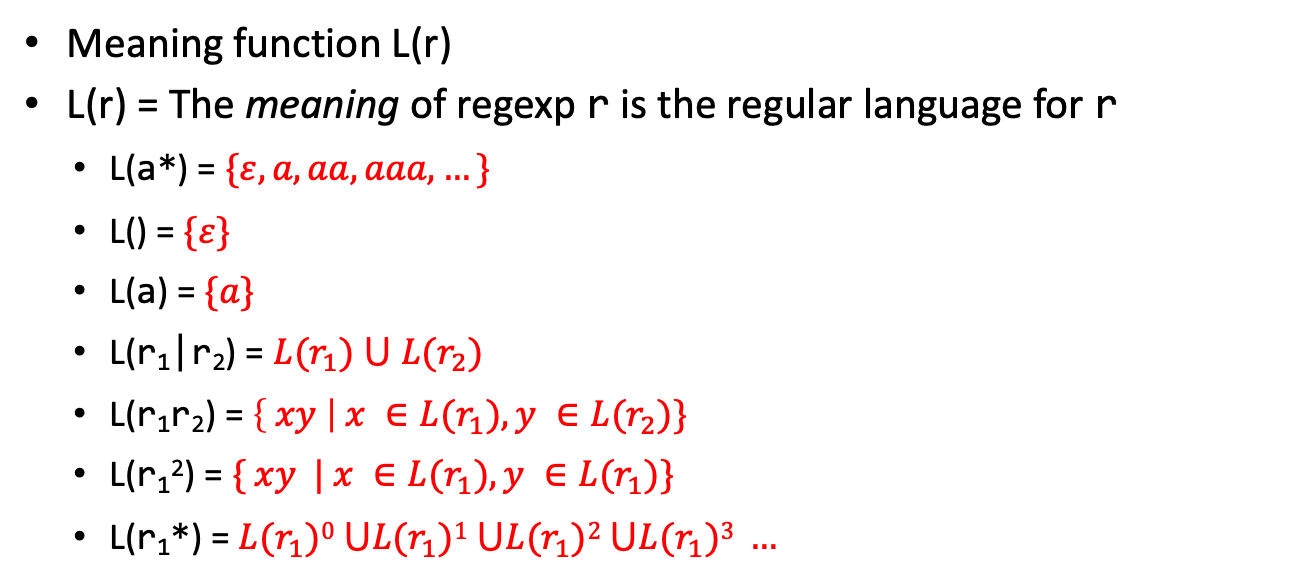 • Meaning function L(r)
• L(r) = The meaning of regexp r is the regular language for r
• L(a*) = {ε, a, aa, aaa, …}
• L() = {ε}
• L(a) = {a}
• L(r₁|r₂) = L(r₁) ∪ L(r₂)
• L(r₁r₂) = { xy | x ∈ L(r₁), y ∈ L(r₂)}
• L(r₁²) = { xy | x ∈ L(r₁), y ∈ L(r₁)}
• L(r₁*) = L(r₁)⁰ ∪L(r₁)¹ ∪L(r₁)² ∪L(r₁)³ …